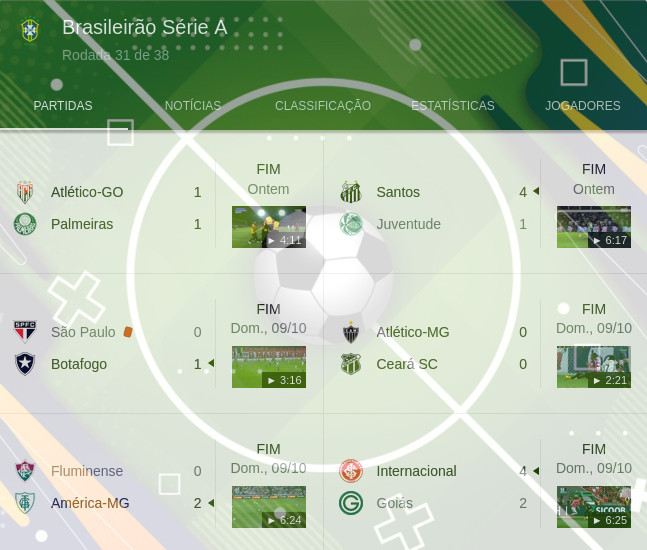 Brasileirão Série A
Rodada 31 de 38
PARTIDAS NOTÍCIAS CLASSIFICAÇÃO ESTATÍSTICAS JOGADORES
FIM
Ontem
Atlético-GO 1
Palmeiras 1
4:11
FIM
Ontem
Santos 4
Juventude 1
6:17
FIM
Dom., 09/10
São Paulo 0
Botafogo 1
3:16
FIM
Dom., 09/10
Atlético-MG 0
Ceará SC 0
2:21
FIM
Dom., 09/10
Fluminense 0
América-MG 2
6:24
FIM
Dom., 09/10
Internacional 4
Goiás 2
SICOOB
6:25